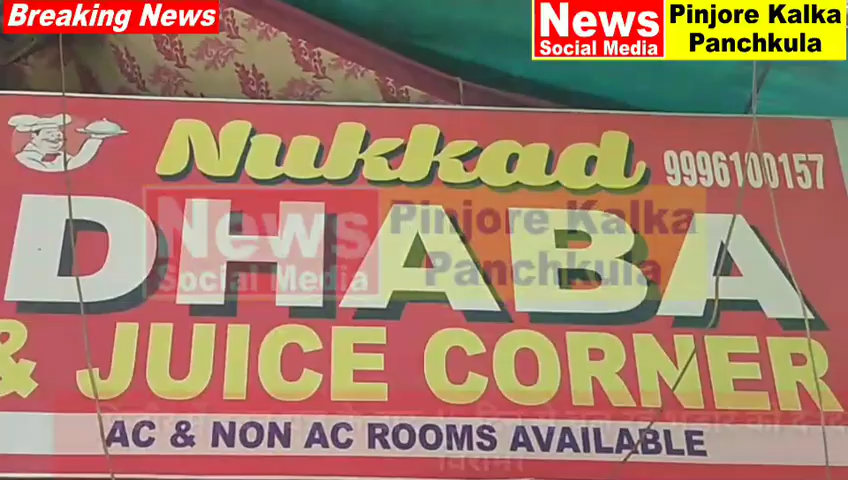 Breaking News
News
Social Media
Pinjore Kalka
Panchkula
Nukkad
9996100157
DHABA
News
Social Media
Pinjore Kalka
Panchkula
& JUICE CORNER
AC & NON AC ROOMS AVAILABLE